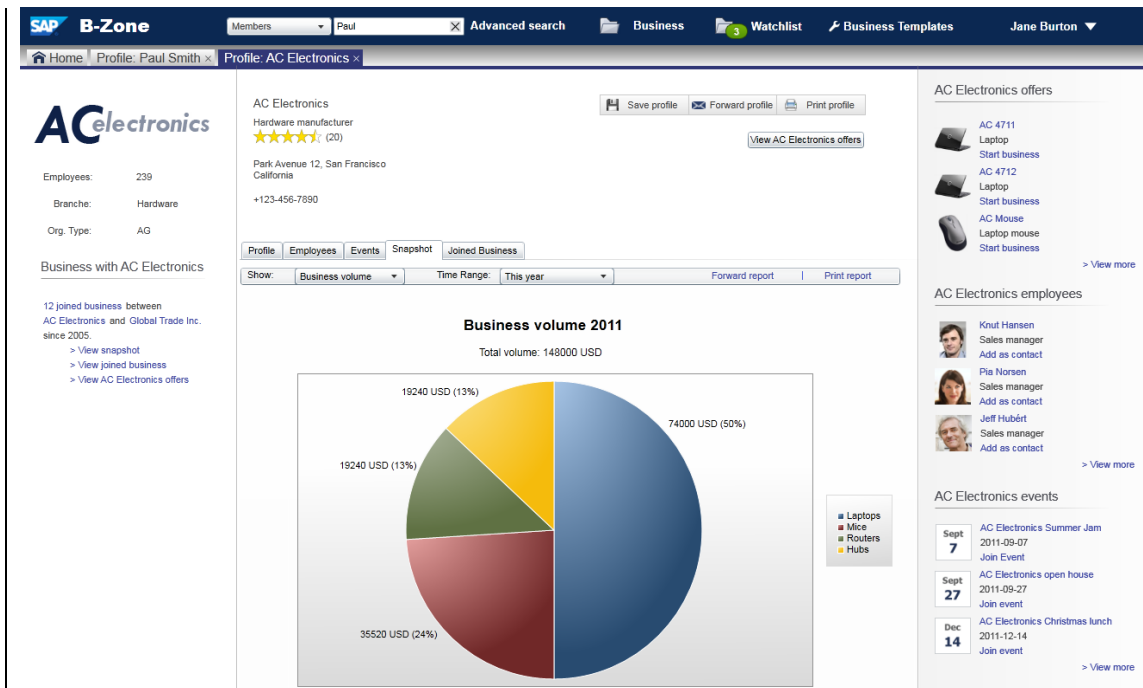 SAP B-Zone
Members
Paul
Advanced search
Business
3
Watchlist
Business Templates
Jane Burton
Home
Profile: Paul Smith ×
Profile: AC Electronics ×
ACelectronics
Employees: 239
Branche: Hardware
Org. Type: AG
Business with AC Electronics
12 joined business between
AC Electronics and Global Trade Inc.
since 2005.
> View snapshot
> View joined business
> View AC Electronics offers
AC Electronics
Hardware manufacturer
(20)
Park Avenue 12, San Francisco
California
+123-456-7890
Save profile
Forward profile
Print profile
View AC Electronics offers
Profile
Employees
Events
Snapshot
Joined Business
Show: Business volume
Time Range: This year
Forward report | Print report
Business volume 2011
Total volume: 148000 USD
19240 USD (13%)
74000 USD (50%)
19240 USD (13%)
35520 USD (24%)
Laptops
Mice
Routers
Hubs
AC Electronics offers
AC 4711
Laptop
Start business
AC 4712
Laptop
Start business
AC Mouse
Laptop mouse
Start business
> View more
AC Electronics employees
Knut Hansen
Sales manager
Add as contact
Pia Norsen
Sales manager
Add as contact
Jeff Hubért
Sales manager
Add as contact
> View more
AC Electronics events
Sept
7
AC Electronics Summer Jam
2011-09-07
Join Event
Sept
27
AC Electronics open house
2011-09-27
Join event
Dec
14
AC Electronics Christmas lunch
2011-12-14
Join event
> View more